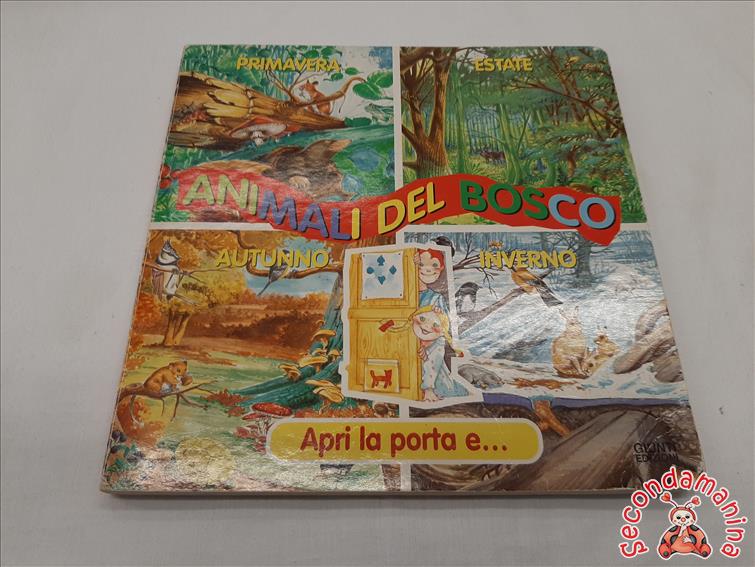 PRIMAVERA
ESTATE
ANIMALI DEL BOSCO
AUTUNNO
INVERNO
Apri la porta e...
GIUNTI
EDIZIONI
secondamanina